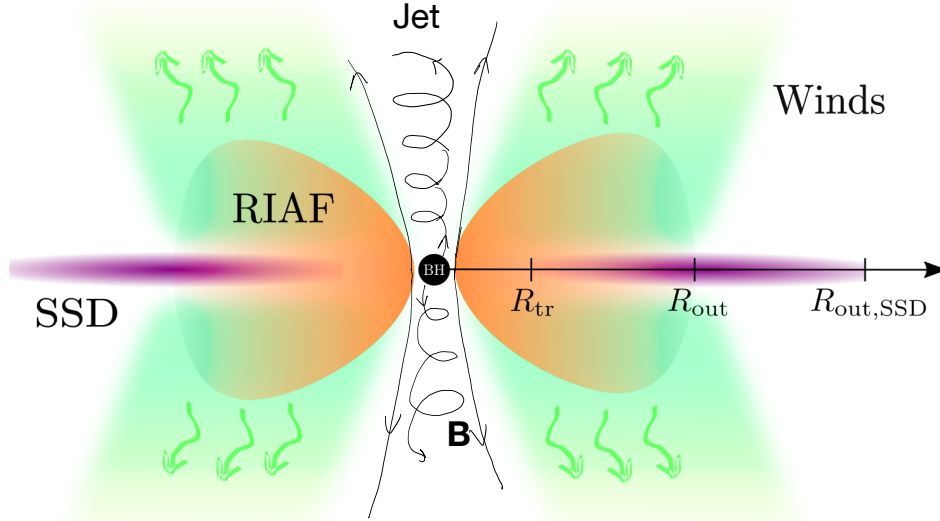 Jet
Winds
RIAF
BH
SSD
R_tr
R_out
R_out,SSD
B